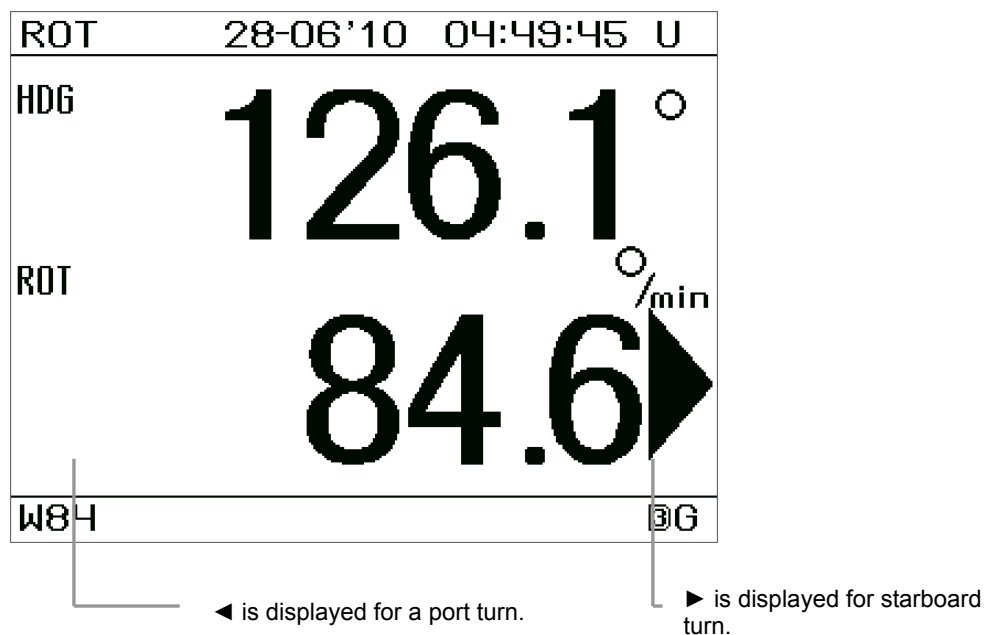 ROT 28-06'10 04:49:45 U
HDG 126.1°
ROT °/min
84.6
W84 3G
◄ is displayed for a port turn.
► is displayed for starboard
turn.